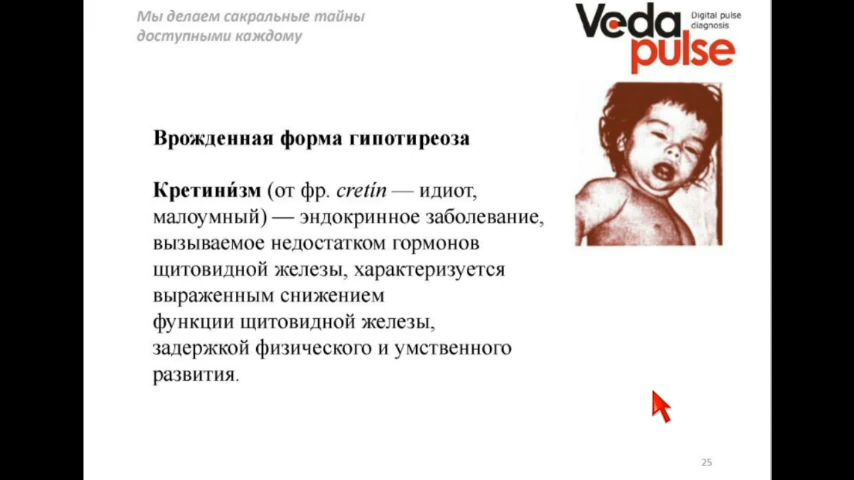 Мы делаем сакральные тайны
доступными каждому
Veda
pulse
Digital pulse
diagnosis
Врожденная форма гипотиреоза
Кретини́зм (от фр. cretín — идиот,
малоумный) — эндокринное заболевание,
вызываемое недостатком гормонов
щитовидной железы, характеризуется
выраженным снижением
функции щитовидной железы,
задержкой физического и умственного
развития.
25